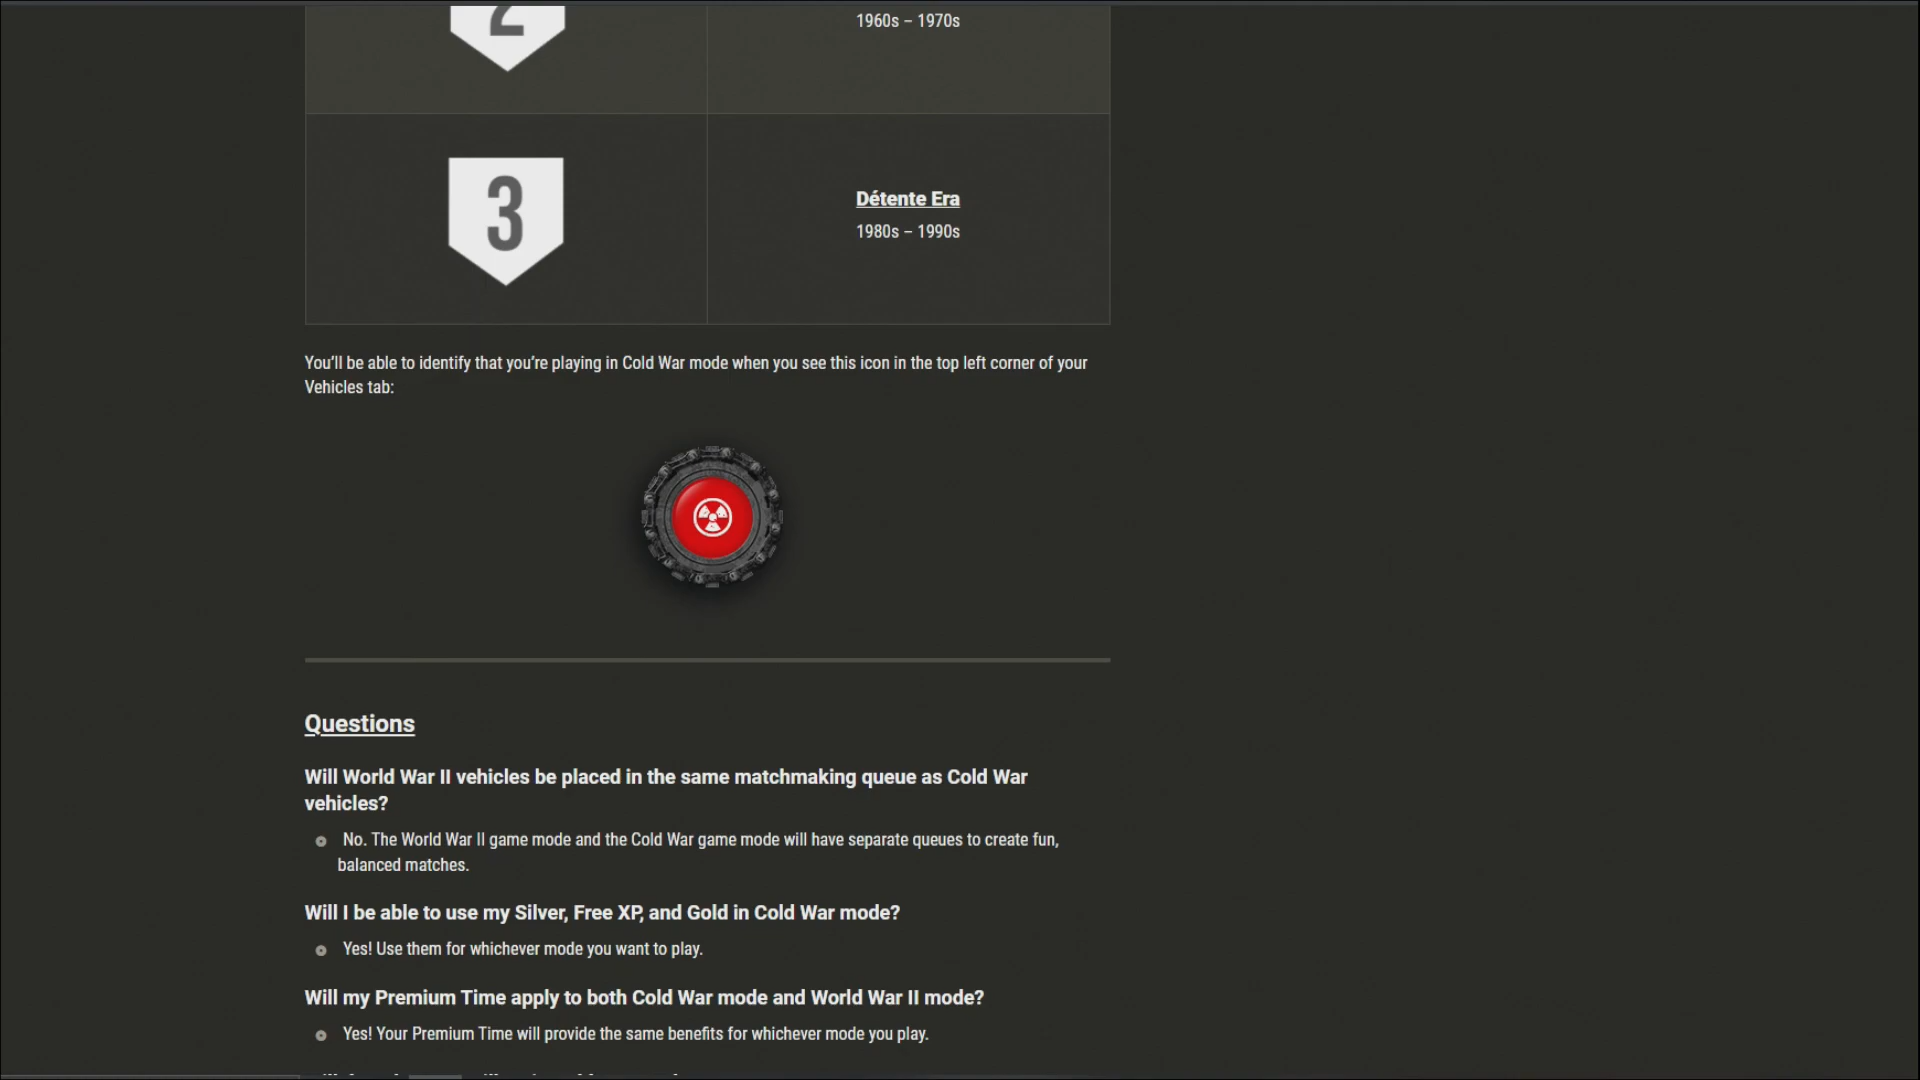 2
1960s – 1970s
3
Détente Era
1980s – 1990s
You’ll be able to identify that you’re playing in Cold War mode when you see this icon in the top left corner of your
Vehicles tab:
Questions
Will World War II vehicles be placed in the same matchmaking queue as Cold War
vehicles?
No. The World War II game mode and the Cold War game mode will have separate queues to create fun,
balanced matches.
Will I be able to use my Silver, Free XP, and Gold in Cold War mode?
Yes! Use them for whichever mode you want to play.
Will my Premium Time apply to both Cold War mode and World War II mode?
Yes! Your Premium Time will provide the same benefits for whichever mode you play.